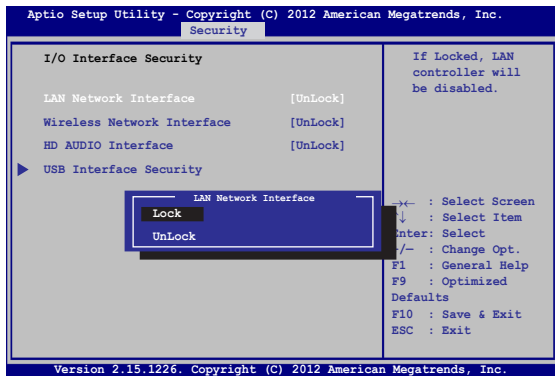 Aptio Setup Utility - Copyright (C) 2012 American Megatrends, Inc.
Security
I/O Interface Security
LAN Network Interface [UnLock]
Wireless Network Interface [UnLock]
HD AUDIO Interface [UnLock]
USB Interface Security
If Locked, LAN
controller will
be disabled.
LAN Network Interface
Lock
UnLock
→← : Select Screen
↓ : Select Item
nter: Select
/— : Change Opt.
F1 : General Help
F9 : Optimized
Defaults
F10 : Save & Exit
ESC : Exit
Version 2.15.1226. Copyright (C) 2012 American Megatrends, Inc.